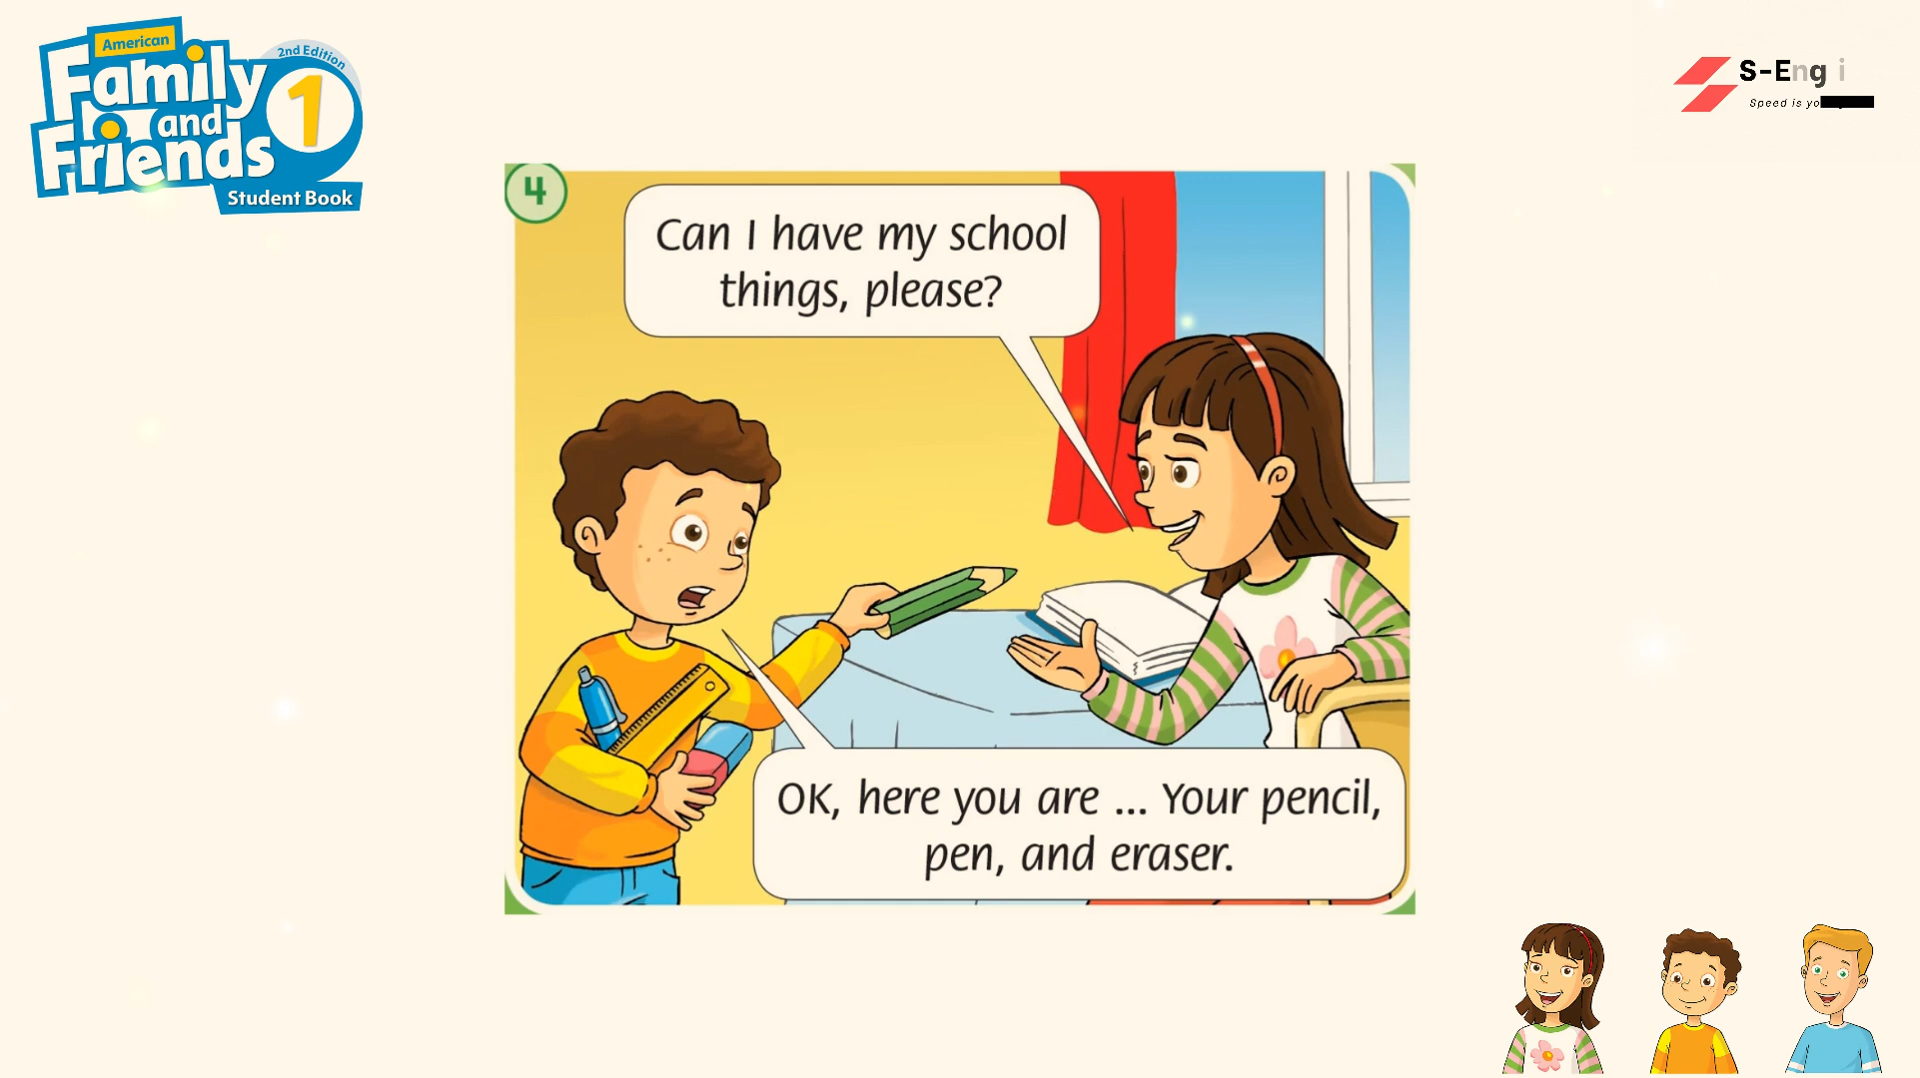 American
Family
and
Friends
2nd Edition
1
Student Book
S-Eng i
Speed is yo
4
Can I have my school
things, please?
OK, here you are ... Your pencil,
pen, and eraser.